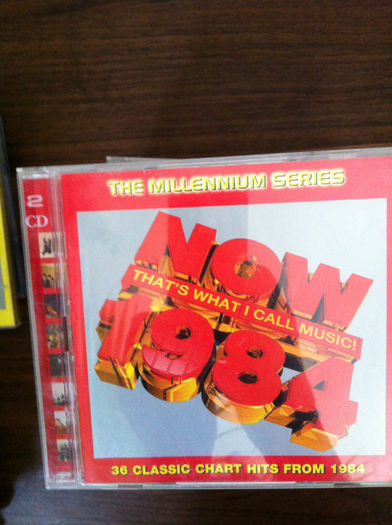 2
CD
THE MILLENNIUM SERIES
NOW
THAT'S WHAT I CALL MUSIC!
1984
36 CLASSIC CHART HITS FROM 1984